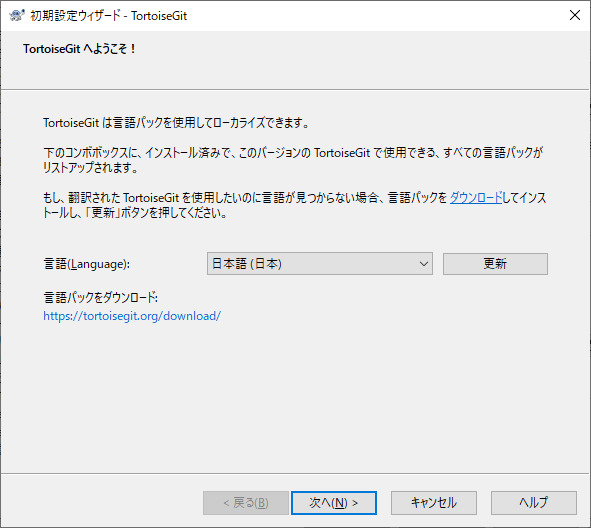 初期設定ウィザード - TortoiseGit
TortoiseGit へようこそ！
TortoiseGit は言語パックを使用してローカライズできます。
下のコンボボックスに、インストール済みで、このバージョンの TortoiseGit で使用できる、すべての言語パックが
リストアップされます。
もし、翻訳された TortoiseGit を使用したいのに言語が見つからない場合、言語パックを ダウンロードしてインス
トールし、「更新」ボタンを押してください。
言語(Language): 日本語 (日本) 更新
言語パックをダウンロード:
https://tortoisegit.org/download/
< 戻る(B) 次へ(N) > キャンセル ヘルプ